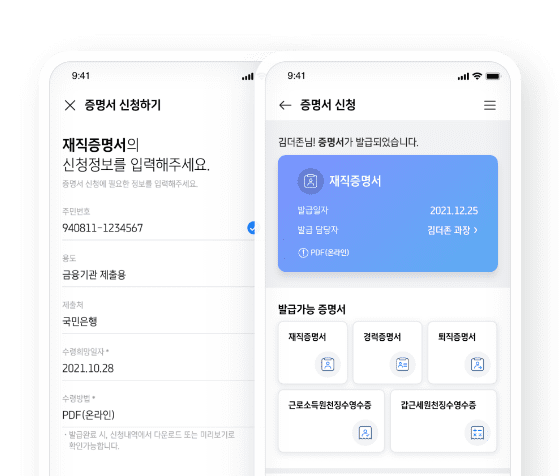 9:41
증명서 신청하기
재직증명서의
신청정보를 입력해주세요.
증명서 신청에 필요한 정보를 입력해주세요.
주민번호
940811-1234567
용도
금융기관 제출용
제출처
국민은행
수령희망일자 *
2021.10.28
수령방법 *
PDF(온라인)
· 발급완료 시, 신청내역에서 다운로드 또는 미리보기로
확인가능합니다.
9:41
증명서 신청
김더존님! 증명서가 발급되었습니다.
재직증명서
발급일자 2021.12.25
발급 담당자 김더존 과장 >
① PDF(온라인)
발급가능 증명서
재직증명서 경력증명서 퇴직증명서
근로소득원천징수영수증 갑근세원천징수영수증